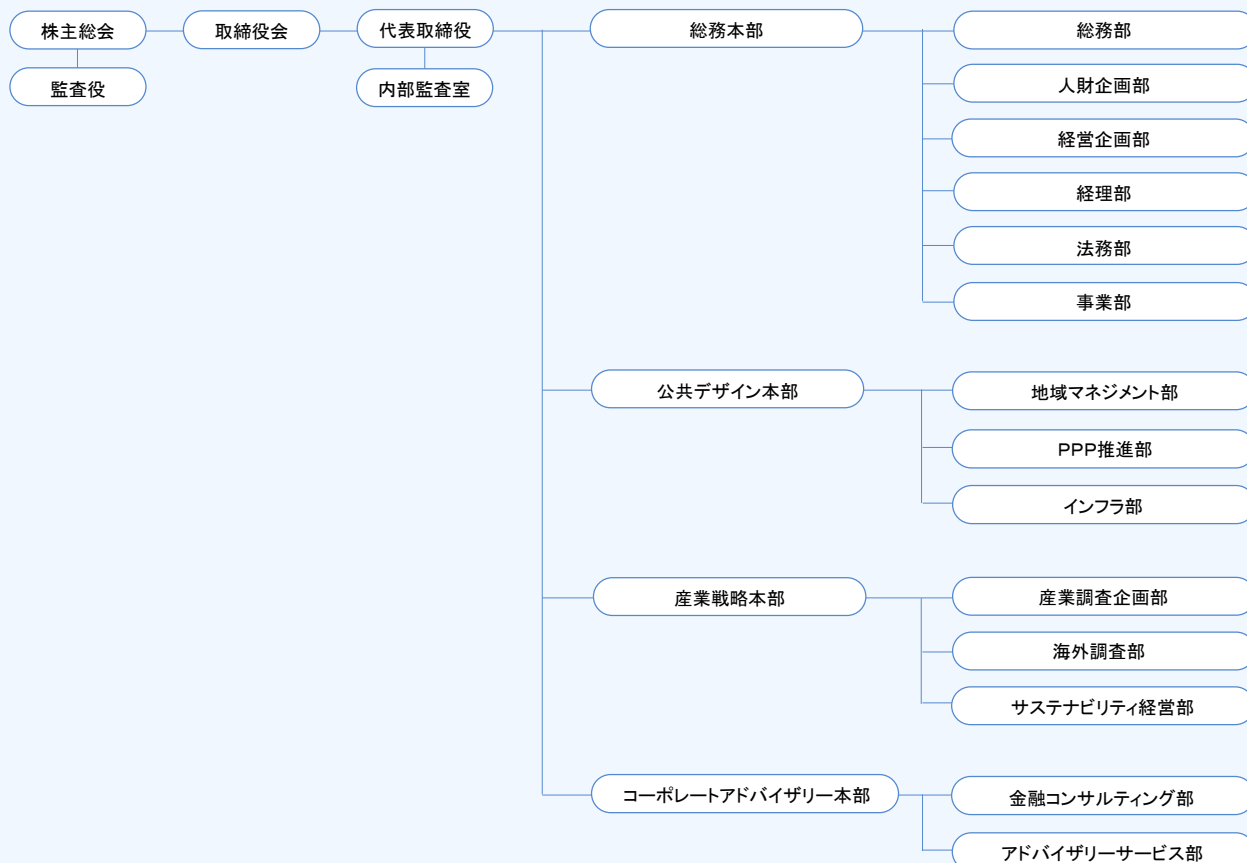 株主総会
取締役会
代表取締役
総務本部
総務部
監査役
内部監査室
人財企画部
経営企画部
経理部
法務部
事業部
公共デザイン本部
地域マネジメント部
PPP推進部
インフラ部
産業戦略本部
産業調査企画部
海外調査部
サステナビリティ経営部
コーポレートアドバイザリー本部
金融コンサルティング部
アドバイザリーサービス部